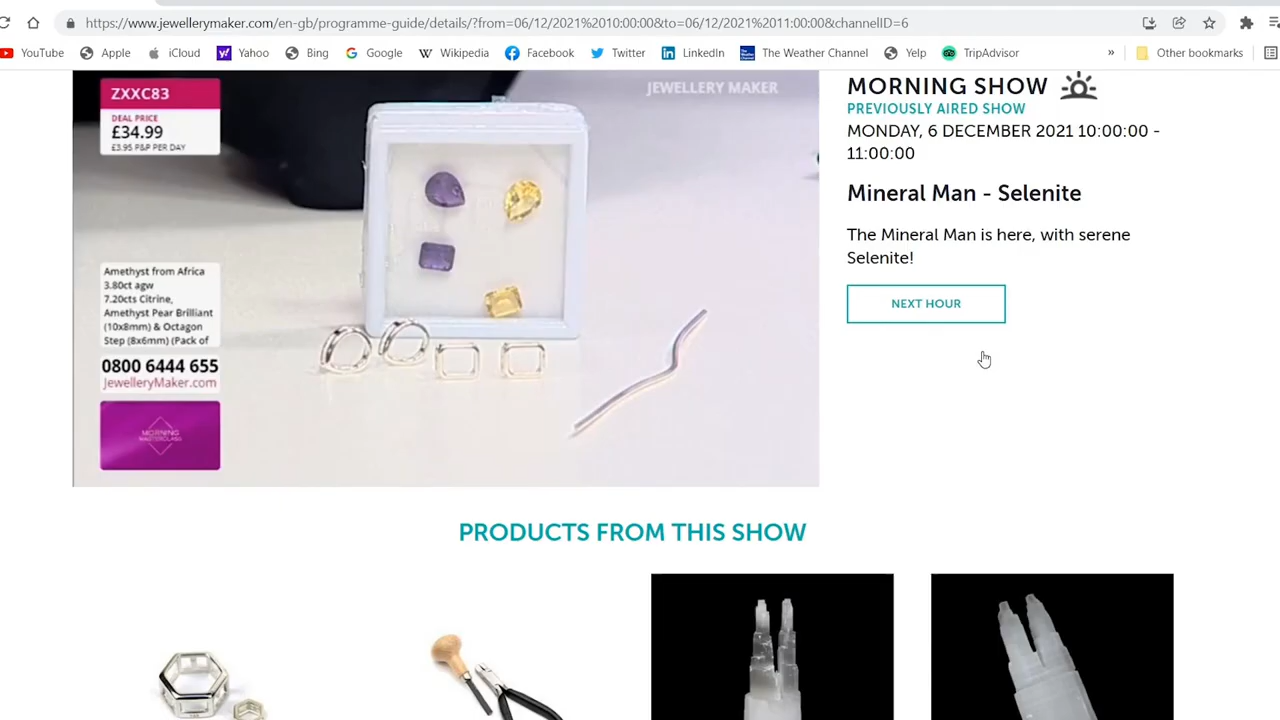 https://www.jewellerymaker.com/en-gb/programme-guide/details/?from=06/12/2021%2010:00:00&to=06/12/2021%2011:00:00&channelID=6
YouTube Apple iCloud Yahoo Bing Google Wikipedia Facebook Twitter LinkedIn The Weather Channel Yelp TripAdvisor » Other bookmarks
ZXXC83
DEAL PRICE
£34.99
£3.95 P&P PER DAY
JEWELLERY MAKER
Amethyst from Africa
3.80ct agw
7.20cts Citrine,
Amethyst Pear Brilliant
(10x8mm) & Octagon
Step (8x6mm) (Pack of
0800 6444 655
JewelleryMaker.com
MORNING
MASTERCLASS
MORNING SHOW
PREVIOUSLY AIRED SHOW
MONDAY, 6 DECEMBER 2021 10:00:00 -
11:00:00
Mineral Man - Selenite
The Mineral Man is here, with serene
Selenite!
NEXT HOUR
PRODUCTS FROM THIS SHOW